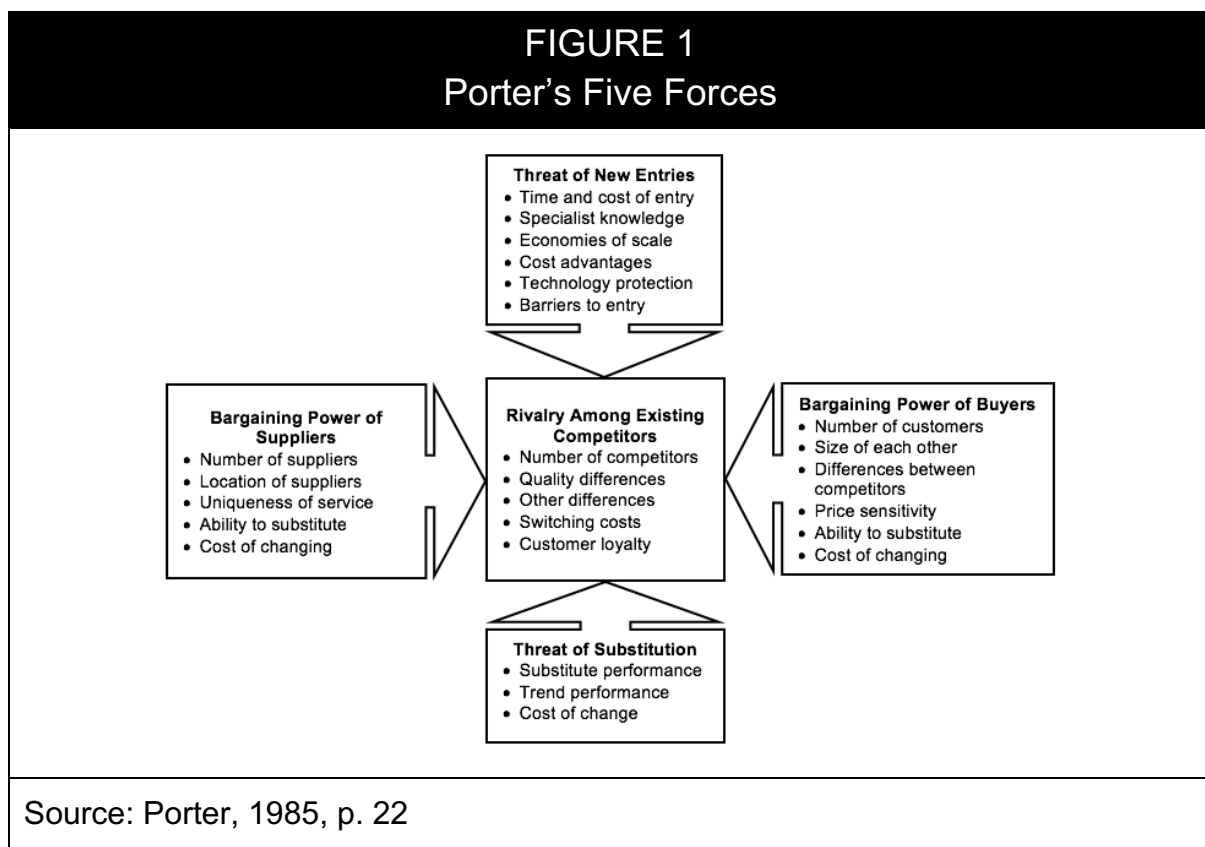 FIGURE 1
Porter’s Five Forces
Threat of New Entries
• Time and cost of entry
• Specialist knowledge
• Economies of scale
• Cost advantages
• Technology protection
• Barriers to entry
Bargaining Power of
Suppliers
• Number of suppliers
• Location of suppliers
• Uniqueness of service
• Ability to substitute
• Cost of changing
Rivalry Among Existing
Competitors
• Number of competitors
• Quality differences
• Other differences
• Switching costs
• Customer loyalty
Bargaining Power of Buyers
• Number of customers
• Size of each other
• Differences between
competitors
• Price sensitivity
• Ability to substitute
• Cost of changing
Threat of Substitution
• Substitute performance
• Trend performance
• Cost of change
Source: Porter, 1985, p. 22